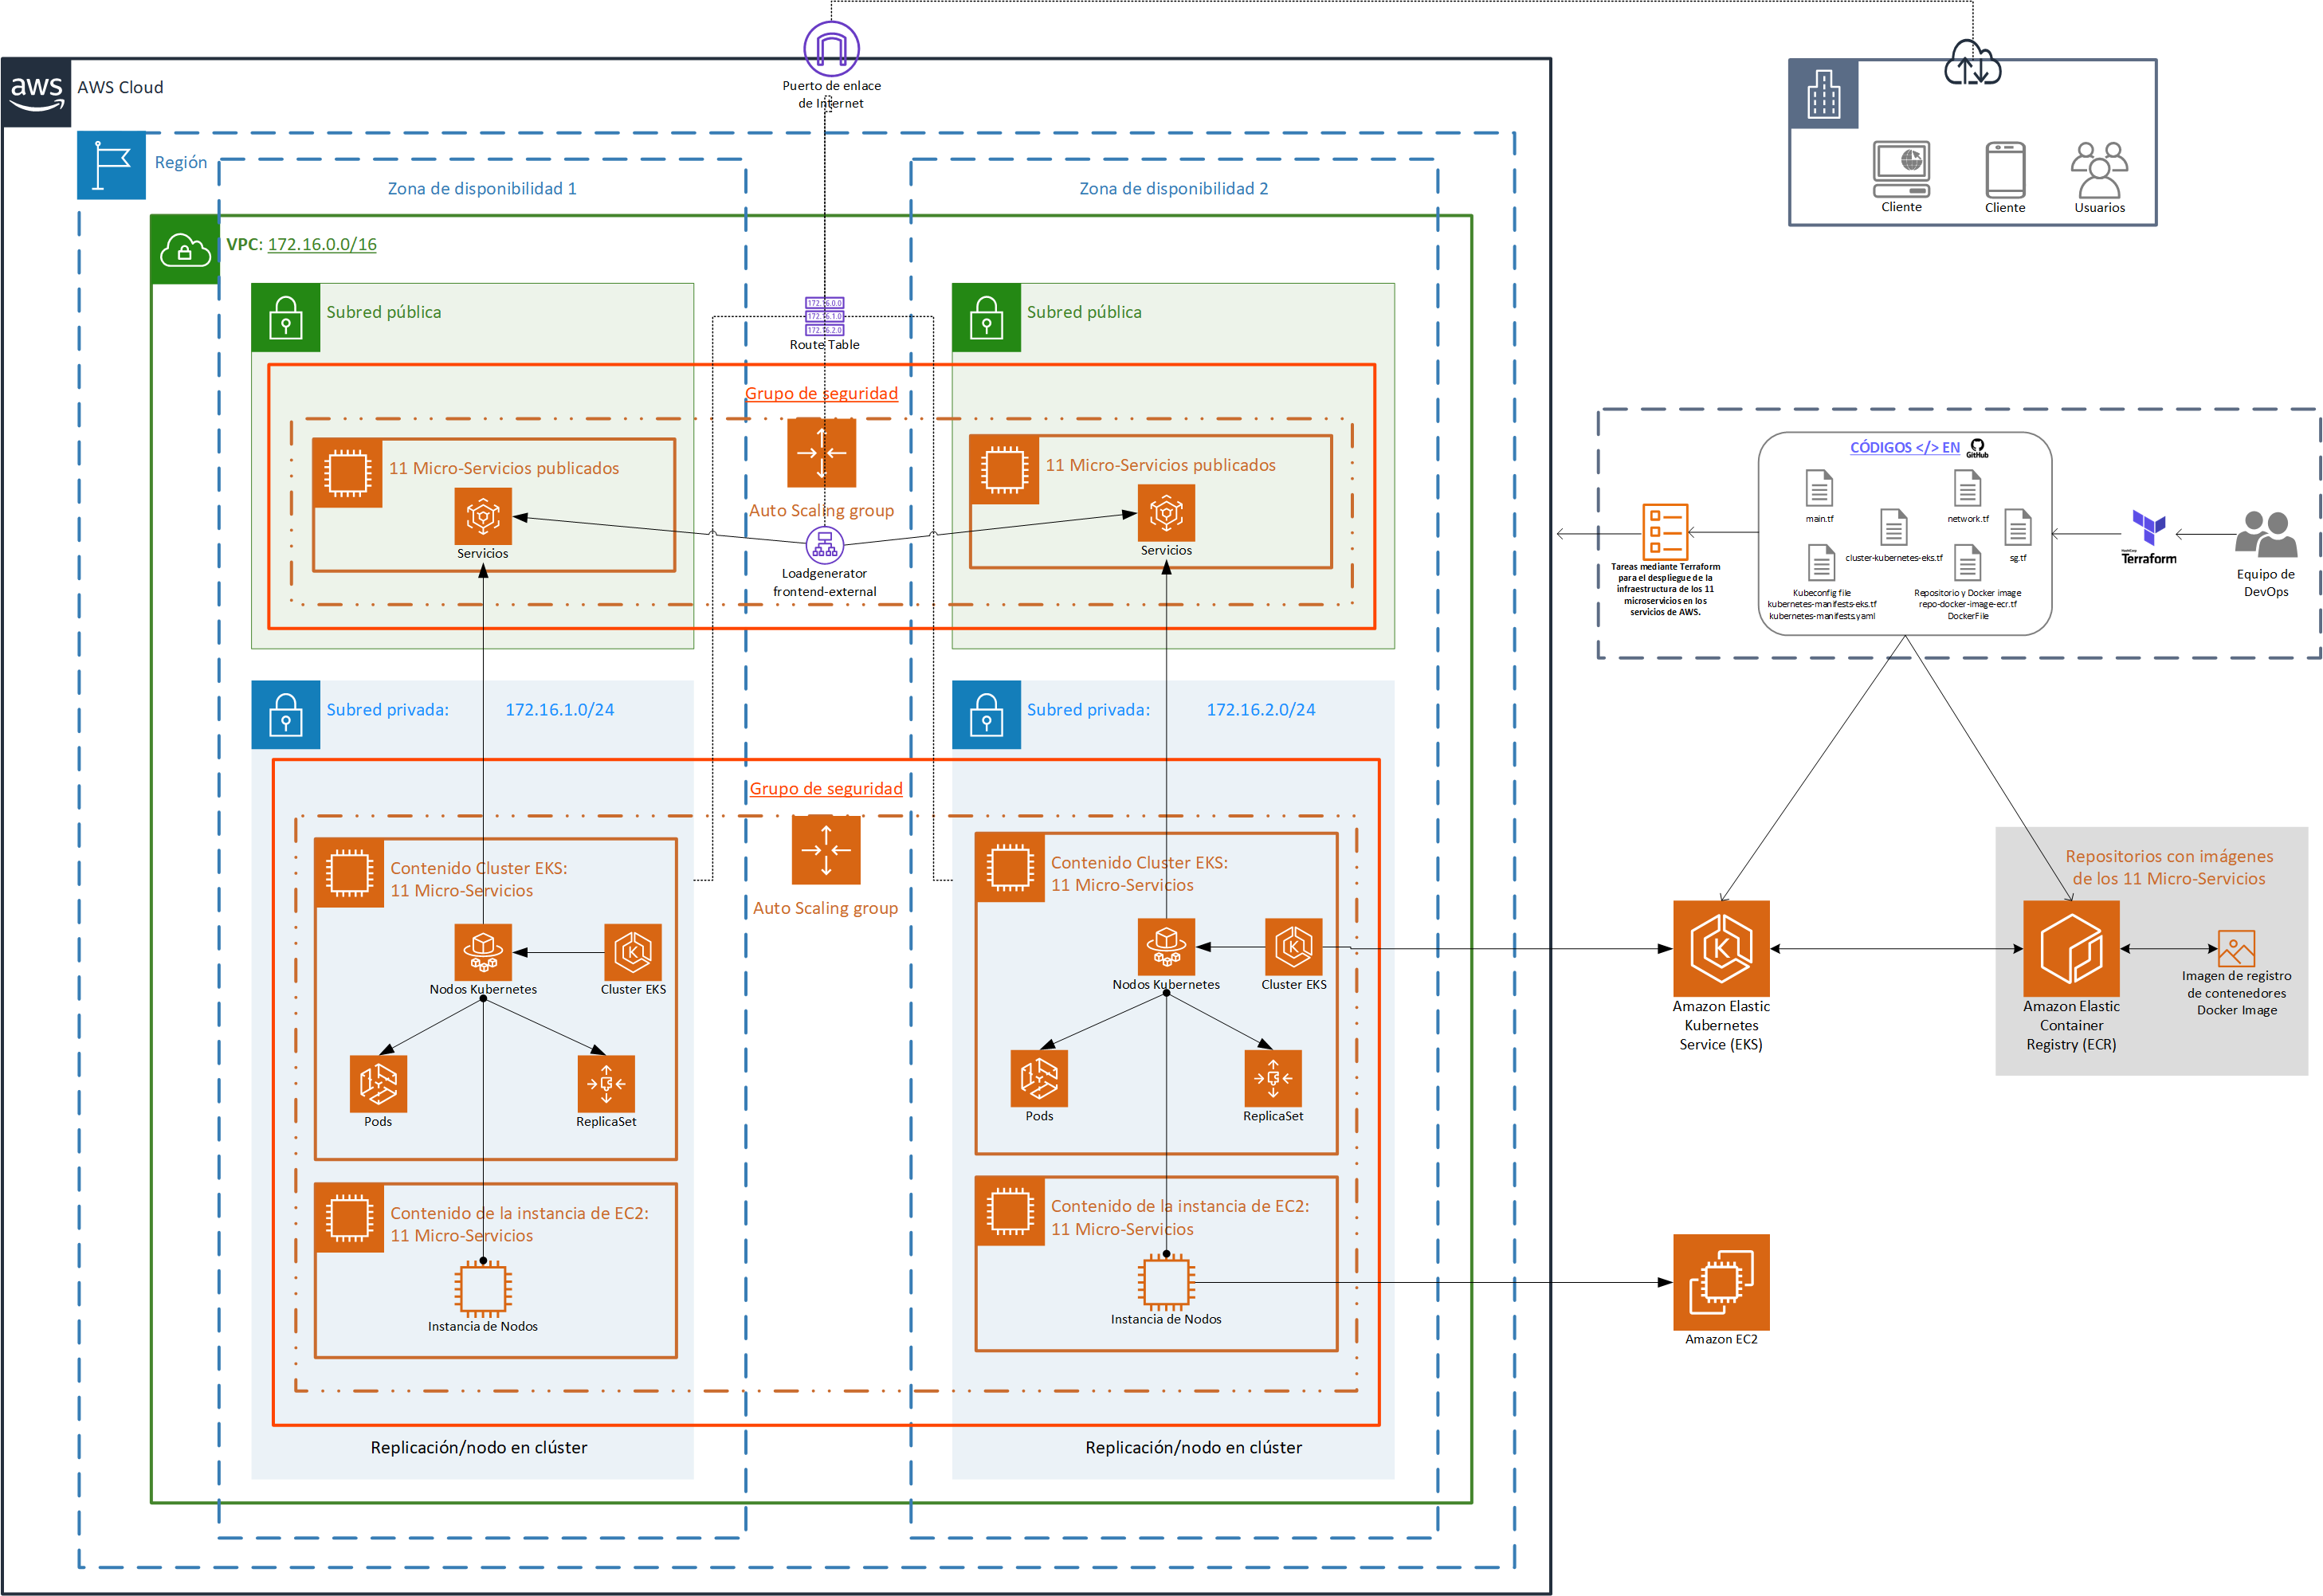 Puerto de enlace
de Internet
aws
AWS Cloud
Región
Zona de disponibilidad 1
Zona de disponibilidad 2
Cliente
Cliente
Usuarios
VPC: 172.16.0.0/16
Subred pública
172.16.0.0
172.16.1.0
172.16.2.0
Route Table
Subred pública
Grupo de seguridad
11 Micro-Servicios publicados
Servicios
Auto Scaling group
11 Micro-Servicios publicados
Servicios
Loadgenerator
frontend-external
CÓDIGOS </> EN
GitHub
main.tf
network.tf
cluster-kubernetes-eks.tf
sg.tf
Kubeconfig file
kubernetes-manifests-eks.tf
kubernetes-manifests.yaml
Repositorio y Docker image
repo-docker-image-ecr.tf
DockerFile
Tareas mediante Terraform
para el despliegue de la
infraestructura de los 11
microservicios en los
servicios de AWS.
HashiCorp
Terraform
Equipo de
DevOps
Subred privada: 172.16.1.0/24
Subred privada: 172.16.2.0/24
Grupo de seguridad
Auto Scaling group
Contenido Cluster EKS:
11 Micro-Servicios
Nodos Kubernetes
Cluster EKS
Pods
ReplicaSet
Contenido Cluster EKS:
11 Micro-Servicios
Nodos Kubernetes
Cluster EKS
Pods
ReplicaSet
Repositorios con imágenes
de los 11 Micro-Servicios
Amazon Elastic
Kubernetes
Service (EKS)
Amazon Elastic
Container
Registry (ECR)
Imagen de registro
de contenedores
Docker Image
Contenido de la instancia de EC2:
11 Micro-Servicios
Instancia de Nodos
Contenido de la instancia de EC2:
11 Micro-Servicios
Instancia de Nodos
Amazon EC2
Replicación/nodo en clúster
Replicación/nodo en clúster